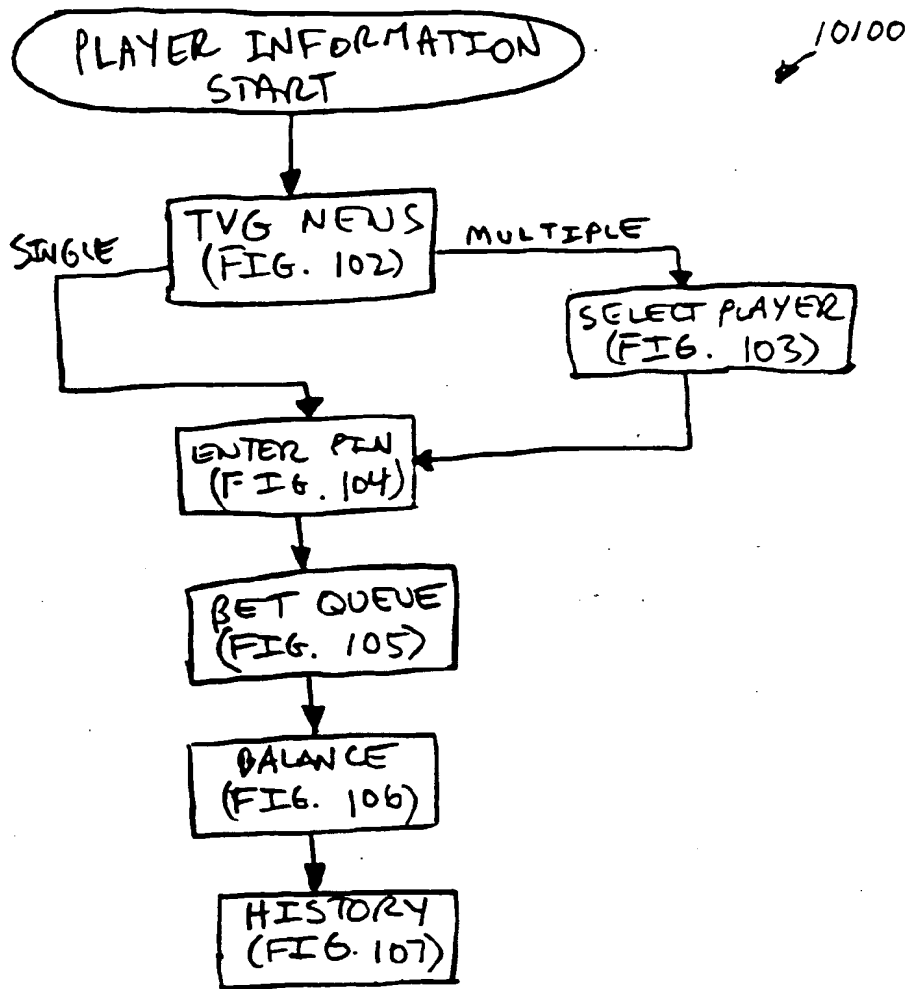 PLAYER INFORMATION
START
10100
TVG NEWS
(FIG. 102)
SINGLE
MULTIPLE
SELECT PLAYER
(FIG. 103)
ENTER PIN
(FIG. 104)
BET QUEUE
(FIG. 105)
BALANCE
(FIG. 106)
HISTORY
(FIG. 107)